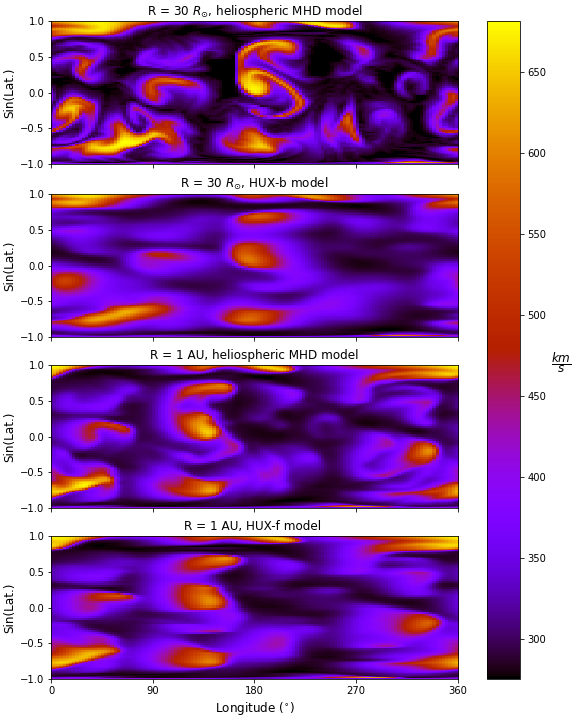 R = 30 R⊙, heliospheric MHD model
1.0
0.5
0.0
−0.5
−1.0
Sin(Lat.)
R = 30 R⊙, HUX-b model
1.0
0.5
0.0
−0.5
−1.0
Sin(Lat.)
R = 1 AU, heliospheric MHD model
1.0
0.5
0.0
−0.5
−1.0
Sin(Lat.)
R = 1 AU, HUX-f model
1.0
0.5
0.0
−0.5
−1.0
Sin(Lat.)
0 90 180 270 360
Longitude (°)
650
600
550
500
450
400
350
300
km
s